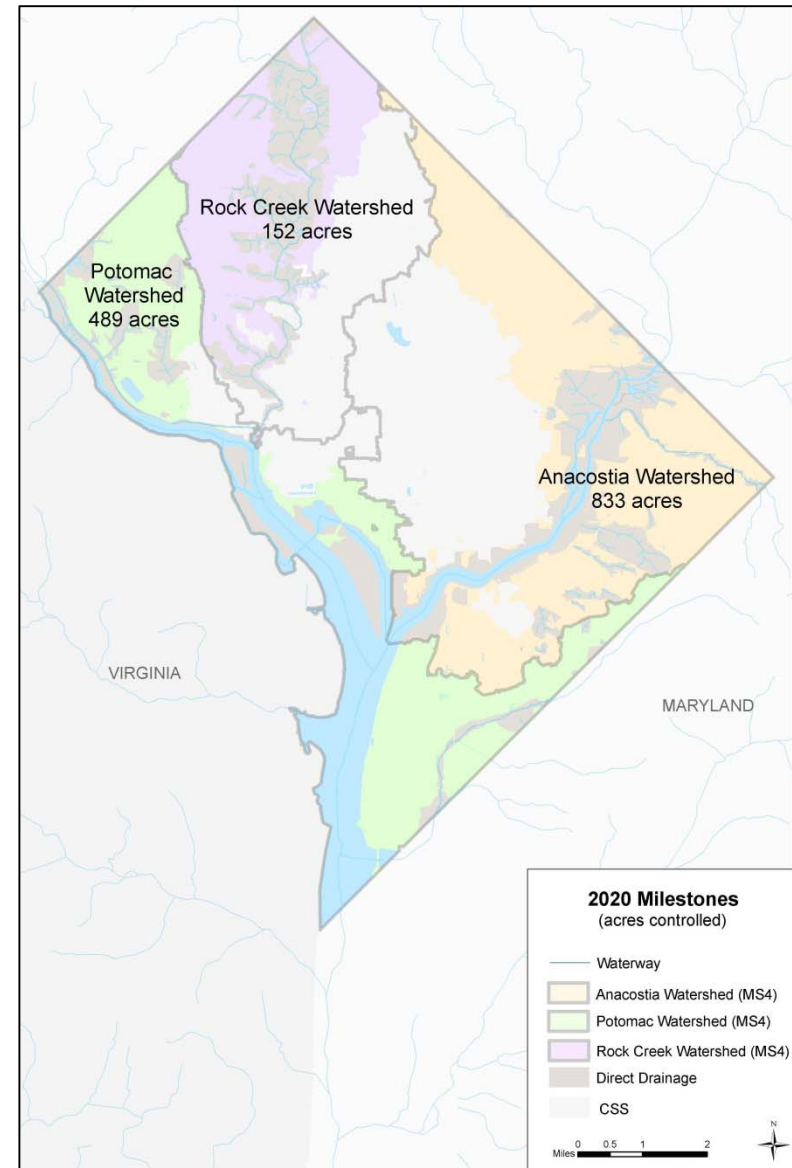 Rock Creek Watershed
152 acres
Potomac
Watershed
489 acres
Anacostia Watershed
833 acres
VIRGINIA
MARYLAND
2020 Milestones
(acres controlled)
Waterway
Anacostia Watershed (MS4)
Potomac Watershed (MS4)
Rock Creek Watershed (MS4)
Direct Drainage
CSS
N
0 0.5 1 2
Miles